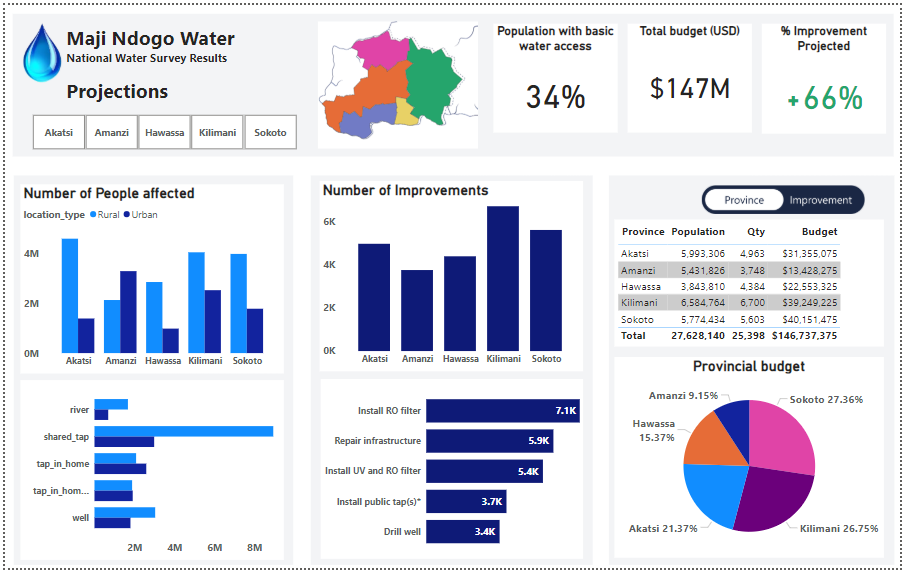 Maji Ndogo Water
National Water Survey Results
Projections
Akatsi
Amanzi
Hawassa
Kilimani
Sokoto
Population with basic
water access
34%
Total budget (USD)
$147M
% Improvement
Projected
+66%
Number of People affected
location_type Rural Urban
4M
2M
0M
Akatsi Amanzi Hawassa Kilimani Sokoto
river
shared_tap
tap_in_home
tap_in_hom...
well
2M 4M 6M 8M
Number of Improvements
6K
4K
2K
0K
Akatsi Amanzi Hawassa Kilimani Sokoto
Install RO filter 7.1K
Repair infrastructure 5.9K
Install UV and RO filter 5.4K
Install public tap(s)* 3.7K
Drill well 3.4K
Province Improvement
Province Population Qty Budget
Akatsi 5,993,306 4,963 $31,355,075
Amanzi 5,431,826 3,748 $13,428,275
Hawassa 3,843,810 4,384 $22,553,325
Kilimani 6,584,764 6,700 $39,249,225
Sokoto 5,774,434 5,603 $40,151,475
Total 27,628,140 25,398 $146,737,375
Provincial budget
Amanzi 9.15%
Sokoto 27.36%
Hawassa
15.37%
Akatsi 21.37%
Kilimani 26.75%